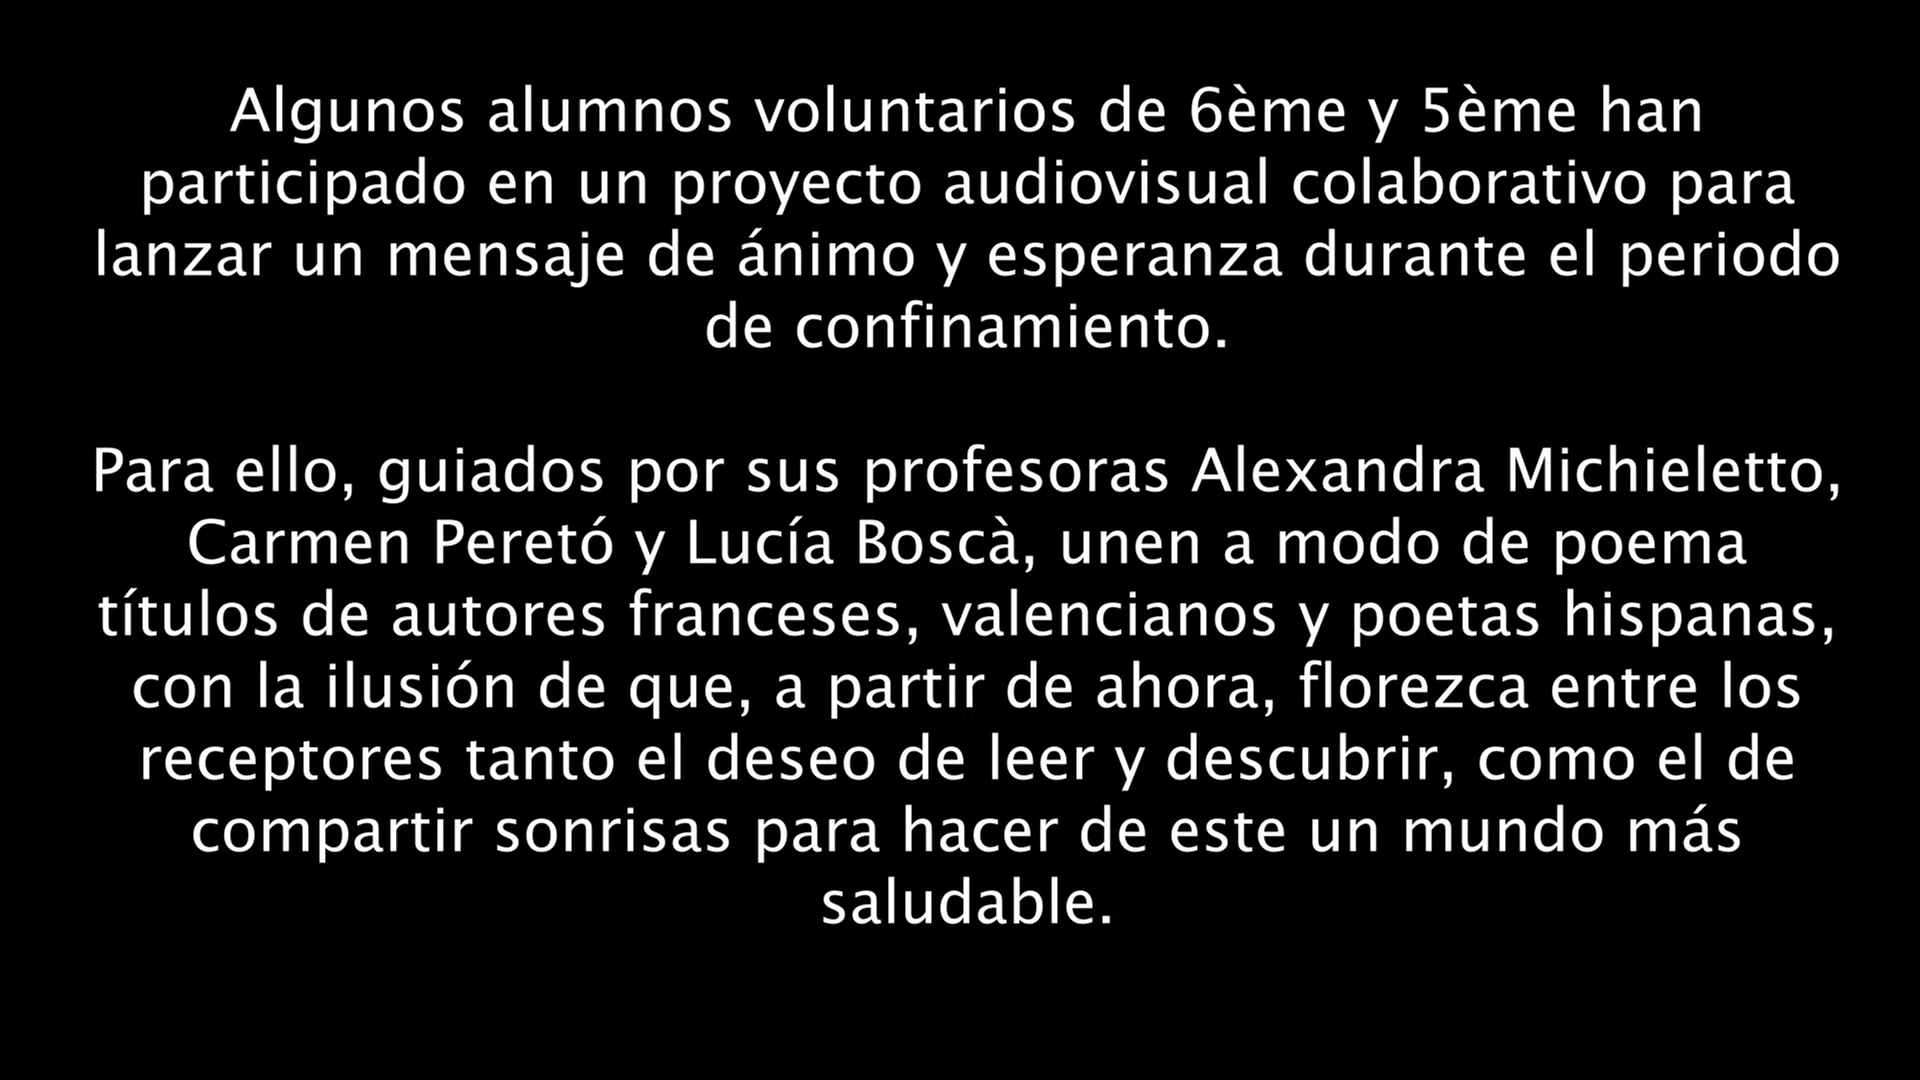 Algunos alumnos voluntarios de 6ème y 5ème han
participado en un proyecto audiovisual colaborativo para
lanzar un mensaje de ánimo y esperanza durante el periodo
de confinamiento.
Para ello, guiados por sus profesoras Alexandra Michieletto,
Carmen Peretó y Lucía Boscà, unen a modo de poema
títulos de autores franceses, valencianos y poetas hispanas,
con la ilusión de que, a partir de ahora, florezca entre los
receptores tanto el deseo de leer y descubrir, como el de
compartir sonrisas para hacer de este un mundo más
saludable.